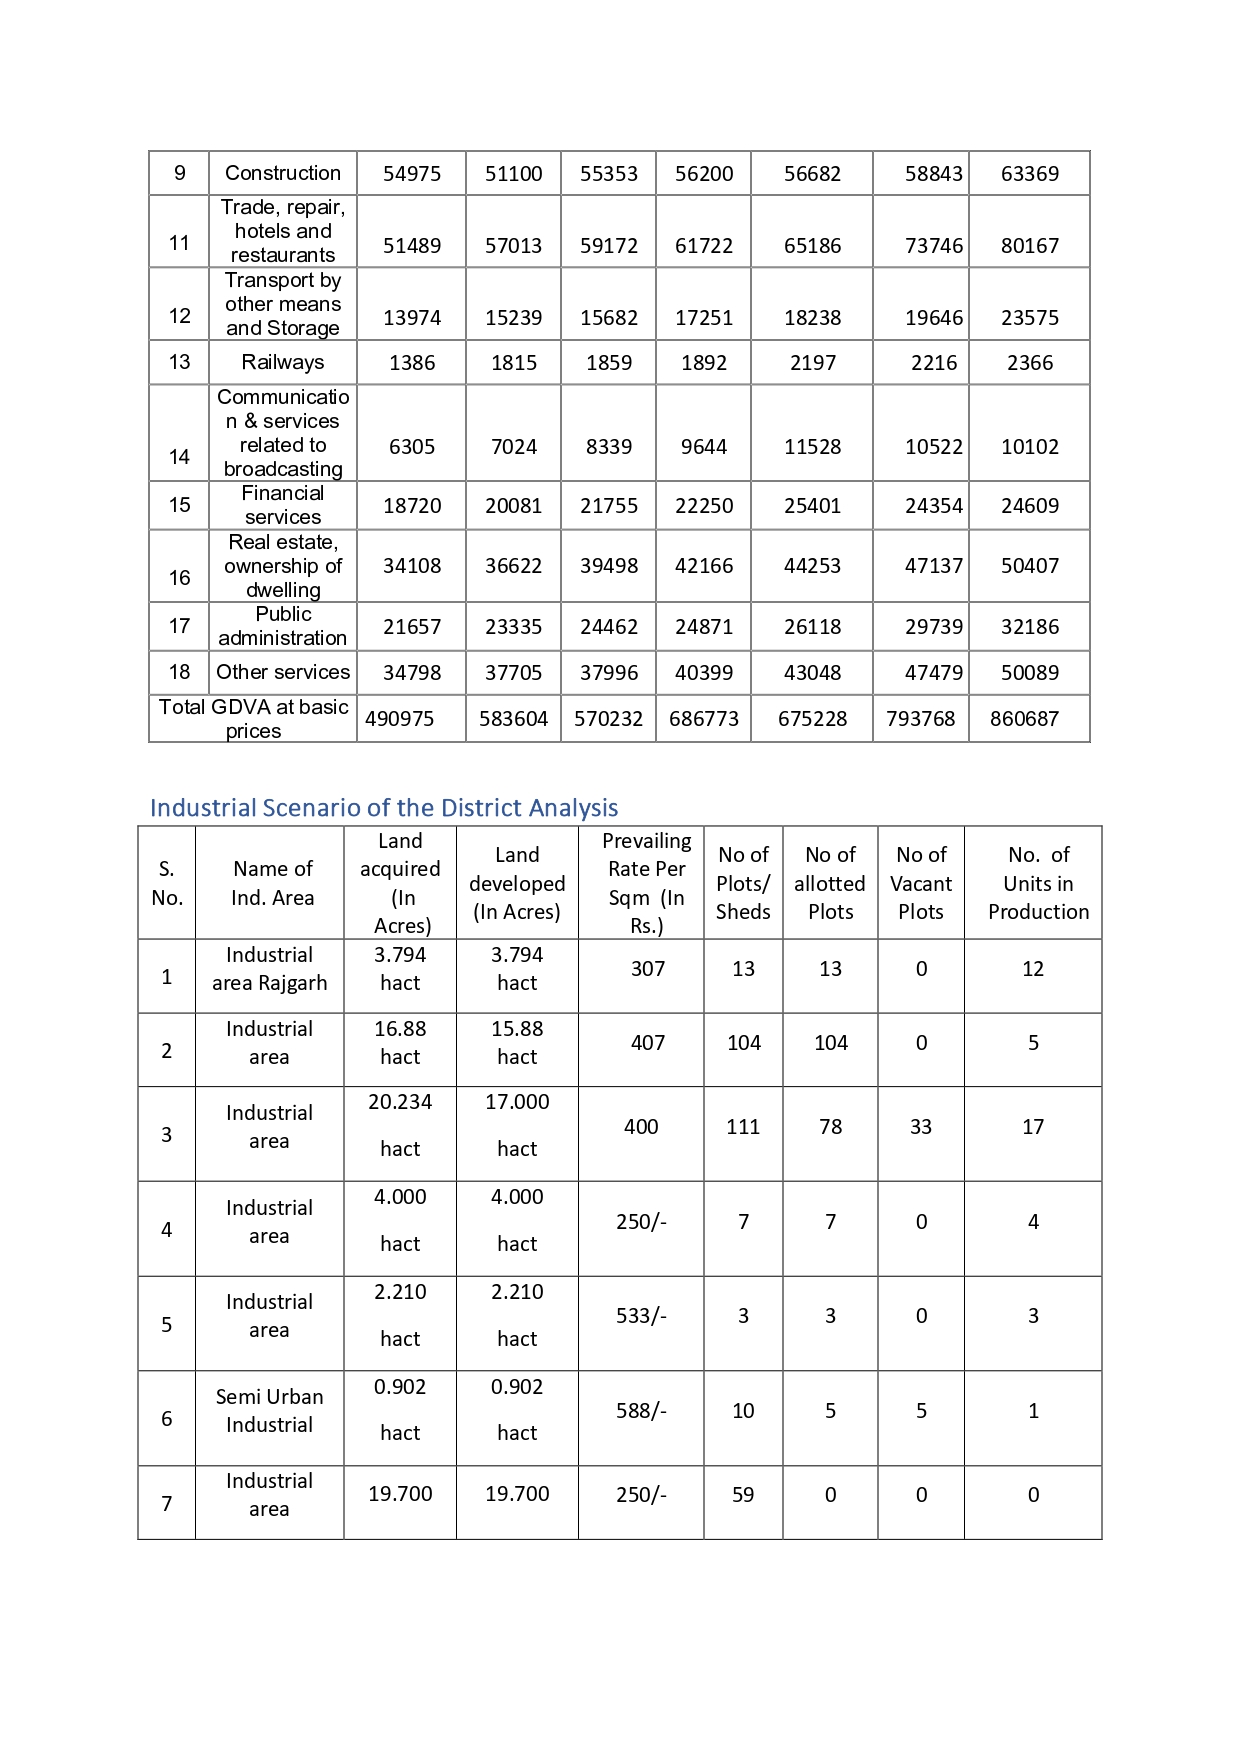 9 Construction 54975 51100 55353 56200 56682 58843 63369
Trade, repair,
hotels and
11 restaurants 51489 57013 59172 61722 65186 73746 80167
Transport by
other means
12 and Storage 13974 15239 15682 17251 18238 19646 23575
13 Railways 1386 1815 1859 1892 2197 2216 2366
Communicatio
n & services
related to
14 broadcasting 6305 7024 8339 9644 11528 10522 10102
Financial
15 services 18720 20081 21755 22250 25401 24354 24609
Real estate,
ownership of
16 dwelling 34108 36622 39498 42166 44253 47137 50407
Public
17 administration 21657 23335 24462 24871 26118 29739 32186
18 Other services 34798 37705 37996 40399 43048 47479 50089
Total GDVA at basic
prices 490975 583604 570232 686773 675228 793768 860687
Industrial Scenario of the District Analysis
S.
No.
Name of
Ind. Area
Land
acquired
(In
Acres)
Land
developed
(In Acres)
Prevailing
Rate Per
Sqm (In
Rs.)
No of
Plots/
Sheds
No of
allotted
Plots
No of
Vacant
Plots
No. of
Units in
Production
1
Industrial
area Rajgarh
3.794
hact
3.794
hact
307
13
13
0
12
2
Industrial
area
16.88
hact
15.88
hact
407
104
104
0
5
3
Industrial
area
20.234
hact
17.000
hact
400
111
78
33
17
4
Industrial
area
4.000
hact
4.000
hact
250/-
7
7
0
4
5
Industrial
area
2.210
hact
2.210
hact
533/-
3
3
0
3
6
Semi Urban
Industrial
0.902
hact
0.902
hact
588/-
10
5
5
1
7
Industrial
area
19.700
19.700
250/-
59
0
0
0